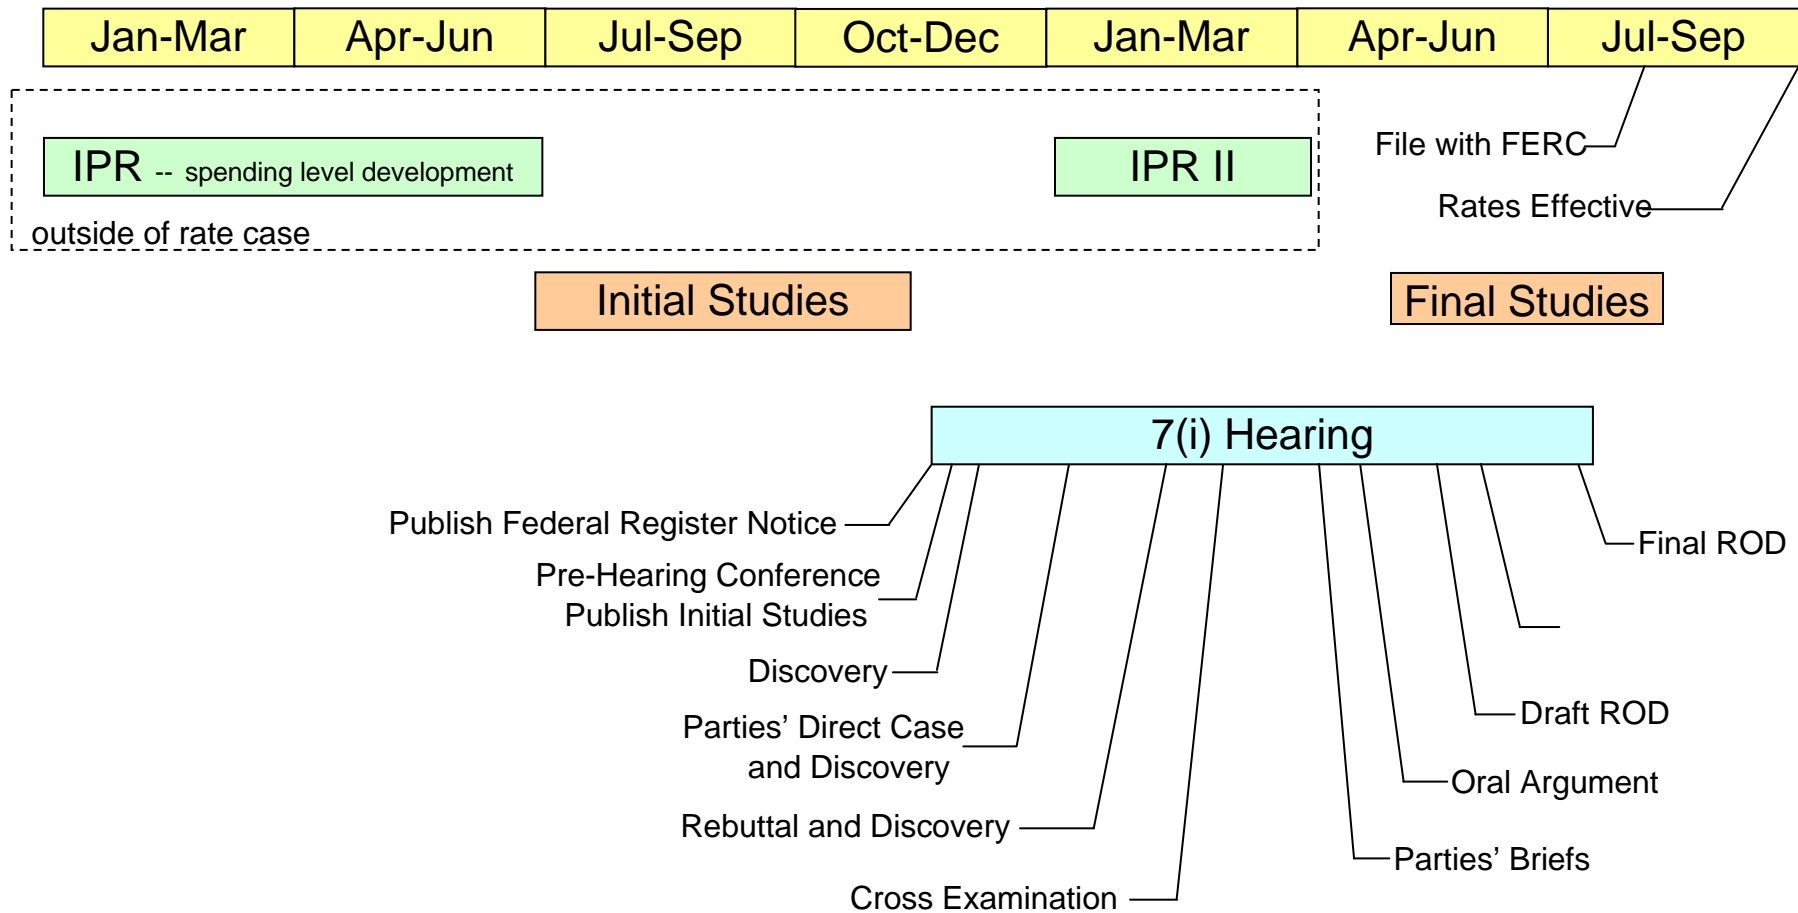 Jan-Mar Apr-Jun Jul-Sep Oct-Dec Jan-Mar Apr-Jun Jul-Sep
File with FERC
IPR -- spending level development
IPR II
Rates Effective
outside of rate case
Initial Studies
Final Studies
7(i) Hearing
Publish Federal Register Notice
Final ROD
Pre-Hearing Conference
Publish Initial Studies
Discovery
Parties’ Direct Case
and Discovery
Draft ROD
Oral Argument
Rebuttal and Discovery
Parties’ Briefs
Cross Examination